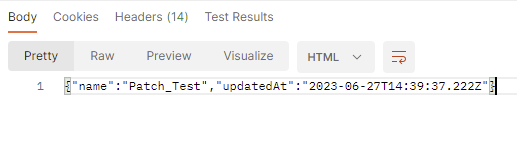 Body Cookies Headers (14) Test Results
Pretty Raw Preview Visualize HTML
1 {"name":"Patch_Test","updatedAt":"2023-06-27T14:39:37.222Z"}